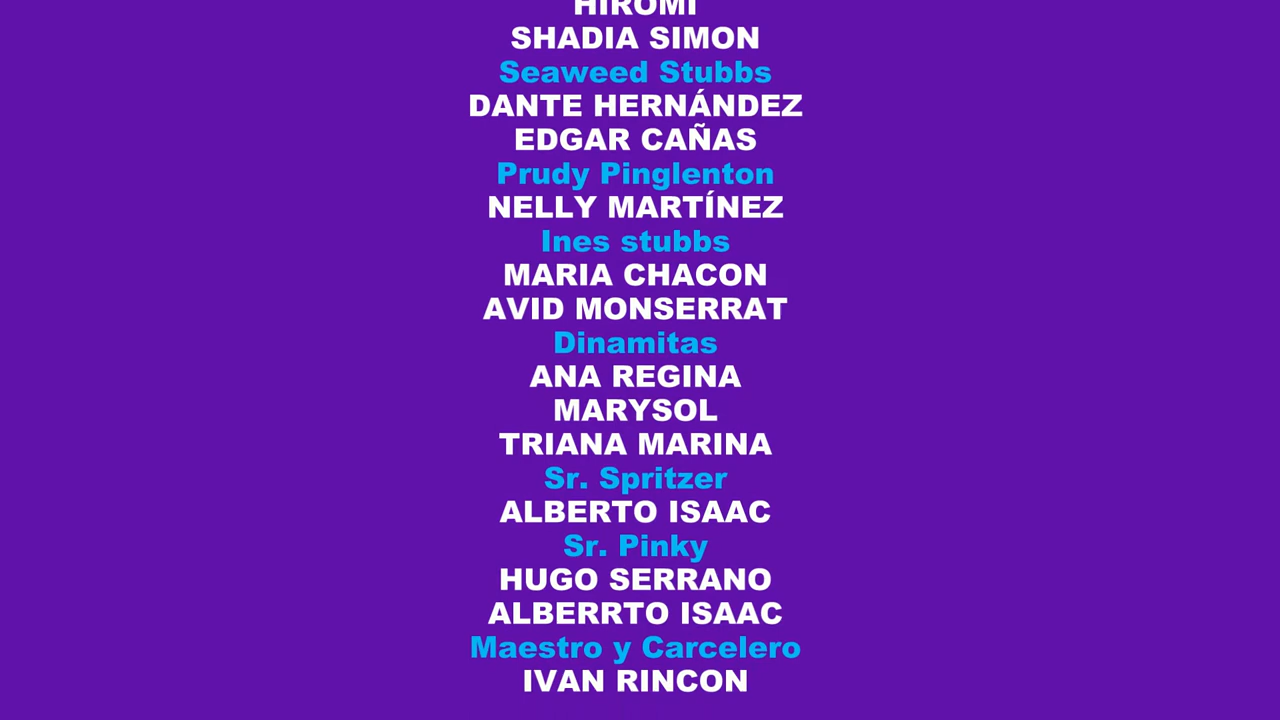 HIROMI
SHADIA SIMON
Seaweed Stubbs
DANTE HERNÁNDEZ
EDGAR CAÑAS
Prudy Pinglenton
NELLY MARTÍNEZ
Ines stubbs
MARIA CHACON
AVID MONSERRAT
Dinamitas
ANA REGINA
MARYSOL
TRIANA MARINA
Sr. Spritzer
ALBERTO ISAAC
Sr. Pinky
HUGO SERRANO
ALBERRTO ISAAC
Maestro y Carcelero
IVAN RINCON